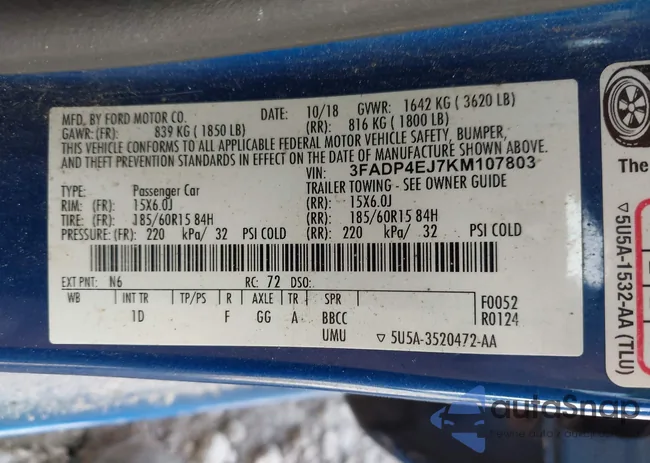 MFD. BY FORD MOTOR CO. DATE: 10/18 GVWR: 1642 KG ( 3620 LB)
GAWR: (FR): 839 KG ( 1850 LB) (RR): 816 KG ( 1800 LB)
THIS VEHICLE CONFORMS TO ALL APPLICABLE FEDERAL MOTOR VEHICLE SAFETY, BUMPER,
AND THEFT PREVENTION STANDARDS IN EFFECT ON THE DATE OF MANUFACTURE SHOWN ABOVE.
VIN: 3FADP4EJ7KM107803
TYPE: Passenger Car TRAILER TOWING - SEE OWNER GUIDE
RIM: (FR): 15X6.0J (RR): 15X6.0J
TIRE: (FR): 185/60R15 84H (RR): 185/60R15 84H
PRESSURE: (FR): 220 kPa/ 32 PSI COLD (RR): 220 kPa/ 32 PSI COLD
EXT PNT: N6 RC: 72 DSO:
WB INT TR TP/PS R AXLE TR SPR F0052
1D F GG A BBCC R0124
UMU ▽ 5U5A-3520472-AA
The
▽5U5A-1532-AA (TLU)
autoSnap